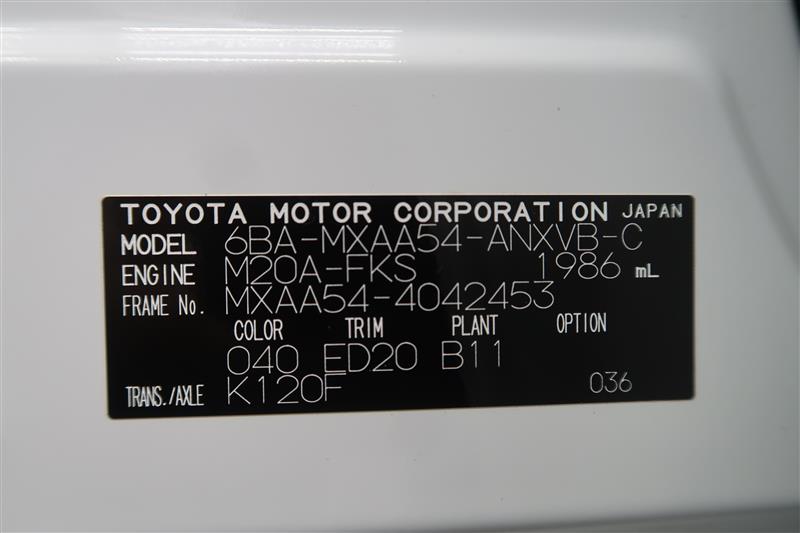 TOYOTA MOTOR CORPORATION JAPAN
MODEL 6BA-MXAA54-ANXVB-C
ENGINE M20A-FKS 1986 mL
FRAME No. MXAA54-4042453
COLOR TRIM PLANT OPTION
040 ED20 B11
TRANS./AXLE K120F 036